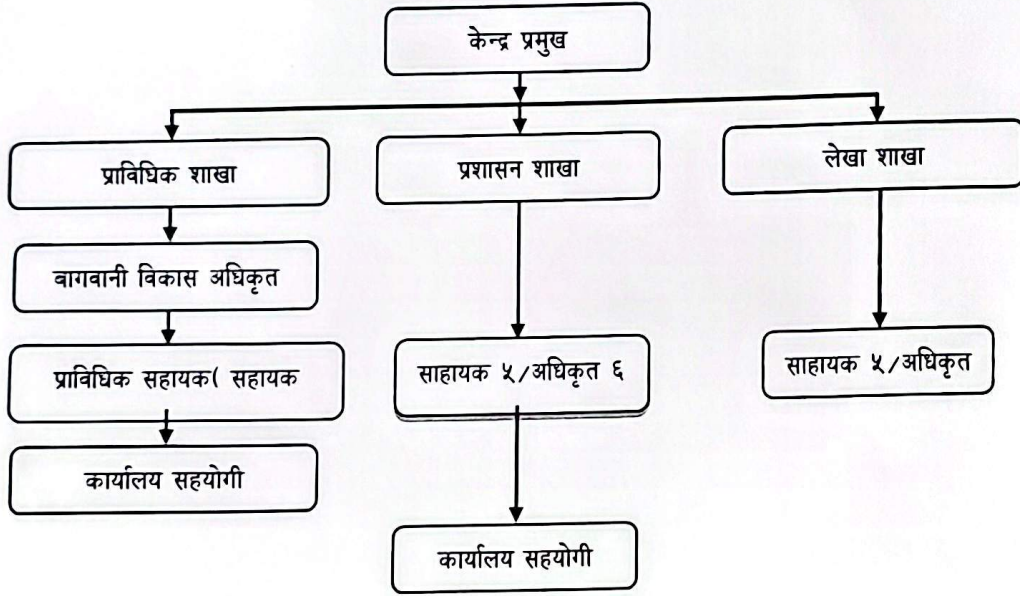 केन्द्र प्रमुख
प्राविधिक शाखा
प्रशासन शाखा
लेखा शाखा
वागवानी विकास अधिकृत
प्राविधिक सहायक( सहायक
साहायक ५/अधिकृत ६
साहायक ५/अधिकृत
कार्यालय सहयोगी
कार्यालय सहयोगी